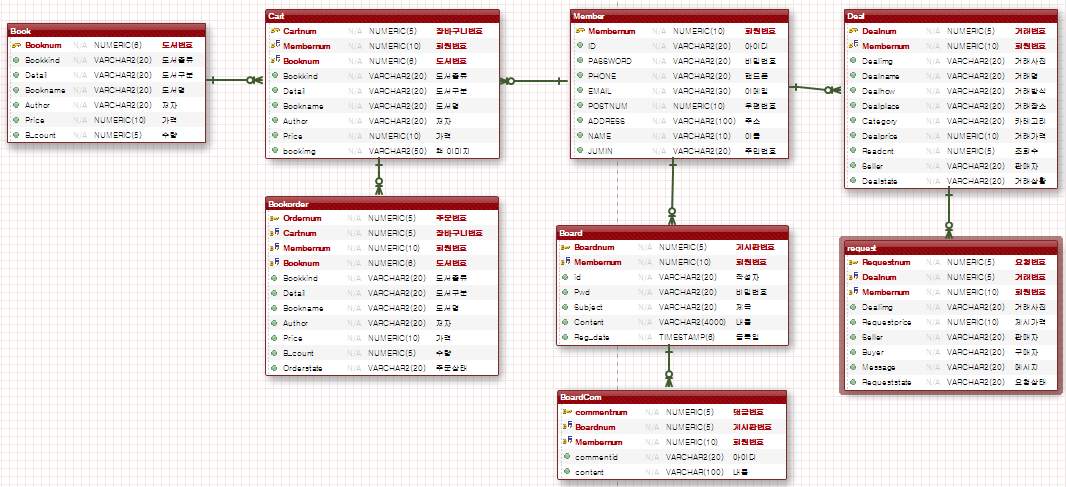 Book
Booknum N/A NUMERIC(6) 도서번호
Bookkind N/A VARCHAR2(20) 도서종류
Detail N/A VARCHAR2(20) 도서구분
Bookname N/A VARCHAR2(20) 도서명
Author N/A VARCHAR2(20) 저자
Price N/A NUMERIC(10) 가격
B_count N/A NUMERIC(5) 수량
Cart
Cartnum N/A NUMERIC(5) 장바구니번호
Membernum N/A NUMERIC(10) 회원번호
Booknum N/A NUMERIC(6) 도서번호
Bookkind N/A VARCHAR2(20) 도서종류
Detail N/A VARCHAR2(20) 도서구분
Bookname N/A VARCHAR2(20) 도서명
Author N/A VARCHAR2(20) 저자
Price N/A NUMERIC(10) 가격
bookimg N/A VARCHAR2(50) 책 이미지
Member
Membernum N/A NUMERIC(10) 회원번호
ID N/A VARCHAR2(20) 아이디
PASSWORD N/A VARCHAR2(20) 비밀번호
PHONE N/A VARCHAR2(20) 핸드폰
EMAIL N/A VARCHAR2(30) 이메일
POSTNUM N/A NUMERIC(10) 우편번호
ADDRESS N/A VARCHAR2(100) 주소
NAME N/A VARCHAR2(10) 이름
JUMIN N/A VARCHAR2(20) 주민번호
Deal
Dealnum N/A NUMERIC(5) 거래번호
Membernum N/A NUMERIC(10) 회원번호
Dealimg N/A VARCHAR2(20) 거래사진
Dealname N/A VARCHAR2(20) 거래명
Dealhow N/A VARCHAR2(20) 거래방식
Dealplace N/A VARCHAR2(20) 거래장소
Category N/A VARCHAR2(20) 카테고리
Dealprice N/A NUMERIC(10) 거래가격
Readcnt N/A NUMERIC(5) 조회수
Seller N/A VARCHAR2(20) 판매자
Dealstate N/A VARCHAR2(20) 거래상황
Bookorder
Ordernum N/A NUMERIC(5) 주문번호
Cartnum N/A NUMERIC(5) 장바구니번호
Membernum N/A NUMERIC(10) 회원번호
Booknum N/A NUMERIC(6) 도서번호
Bookkind N/A VARCHAR2(20) 도서종류
Detail N/A VARCHAR2(20) 도서구분
Bookname N/A VARCHAR2(20) 도서명
Author N/A VARCHAR2(20) 저자
Price N/A NUMERIC(10) 가격
B_count N/A NUMERIC(5) 수량
Orderstate N/A VARCHAR2(20) 주문상태
Board
Boardnum N/A NUMERIC(5) 게시판번호
Membernum N/A NUMERIC(10) 회원번호
id N/A VARCHAR2(20) 작성자
Pwd N/A VARCHAR2(20) 비밀번호
Subject N/A VARCHAR2(20) 제목
Content N/A VARCHAR2(4000) 내용
Reg_date N/A TIMESTAMP(6) 등록일
request
Requestnum N/A NUMERIC(5) 요청번호
Dealnum N/A NUMERIC(5) 거래번호
Membernum N/A NUMERIC(10) 회원번호
Dealimg N/A VARCHAR2(20) 거래사진
Requestprice N/A NUMERIC(10) 제시가격
Seller N/A VARCHAR2(20) 판매자
Buyer N/A VARCHAR2(20) 구매자
Message N/A VARCHAR2(20) 메시지
Requeststate N/A VARCHAR2(20) 요청상태
BoardCom
commentnum N/A NUMERIC(5) 댓글번호
Boardnum N/A NUMERIC(5) 게시판번호
Membernum N/A NUMERIC(10) 회원번호
commentid N/A VARCHAR2(20) 아이디
content N/A VARCHAR(100) 내용